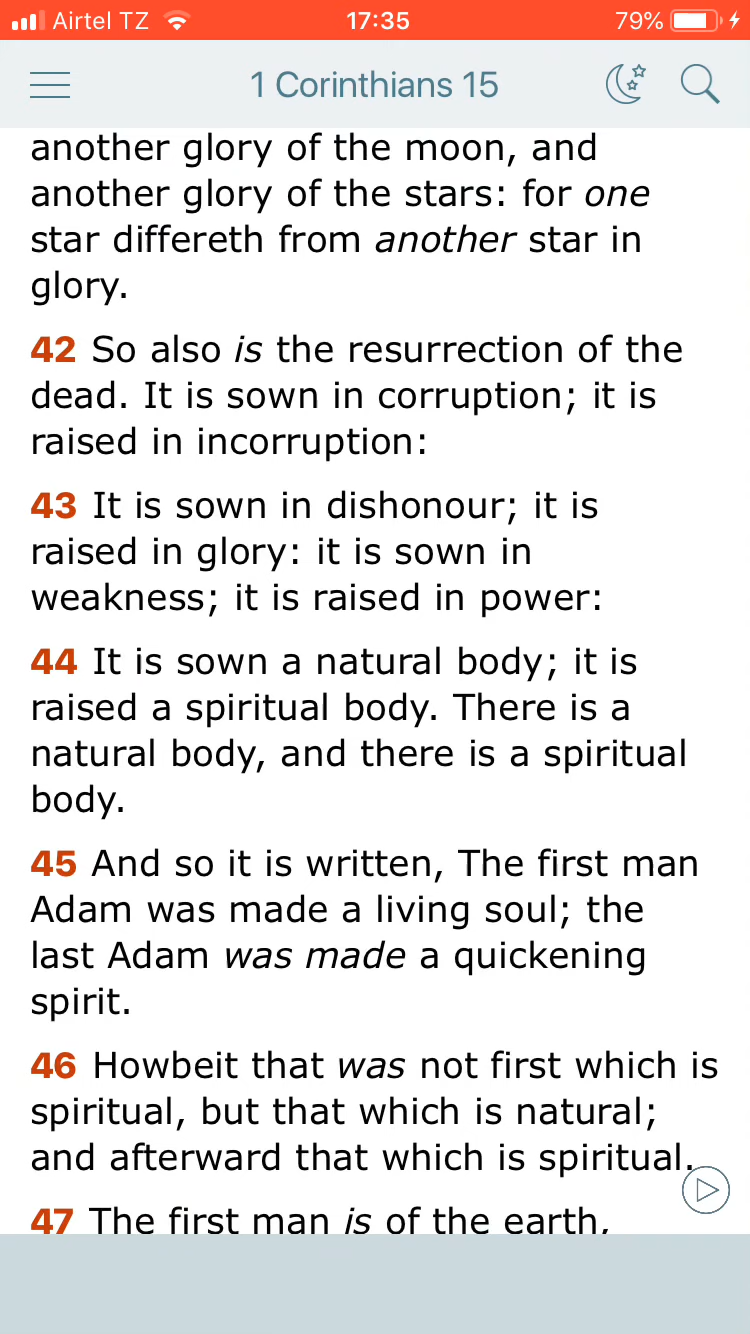 Airtel TZ 17:35 79%
1 Corinthians 15
another glory of the moon, and
another glory of the stars: for one
star differeth from another star in
glory.
42 So also is the resurrection of the
dead. It is sown in corruption; it is
raised in incorruption:
43 It is sown in dishonour; it is
raised in glory: it is sown in
weakness; it is raised in power:
44 It is sown a natural body; it is
raised a spiritual body. There is a
natural body, and there is a spiritual
body.
45 And so it is written, The first man
Adam was made a living soul; the
last Adam was made a quickening
spirit.
46 Howbeit that was not first which is
spiritual, but that which is natural;
and afterward that which is spiritual.
47 The first man is of the earth,